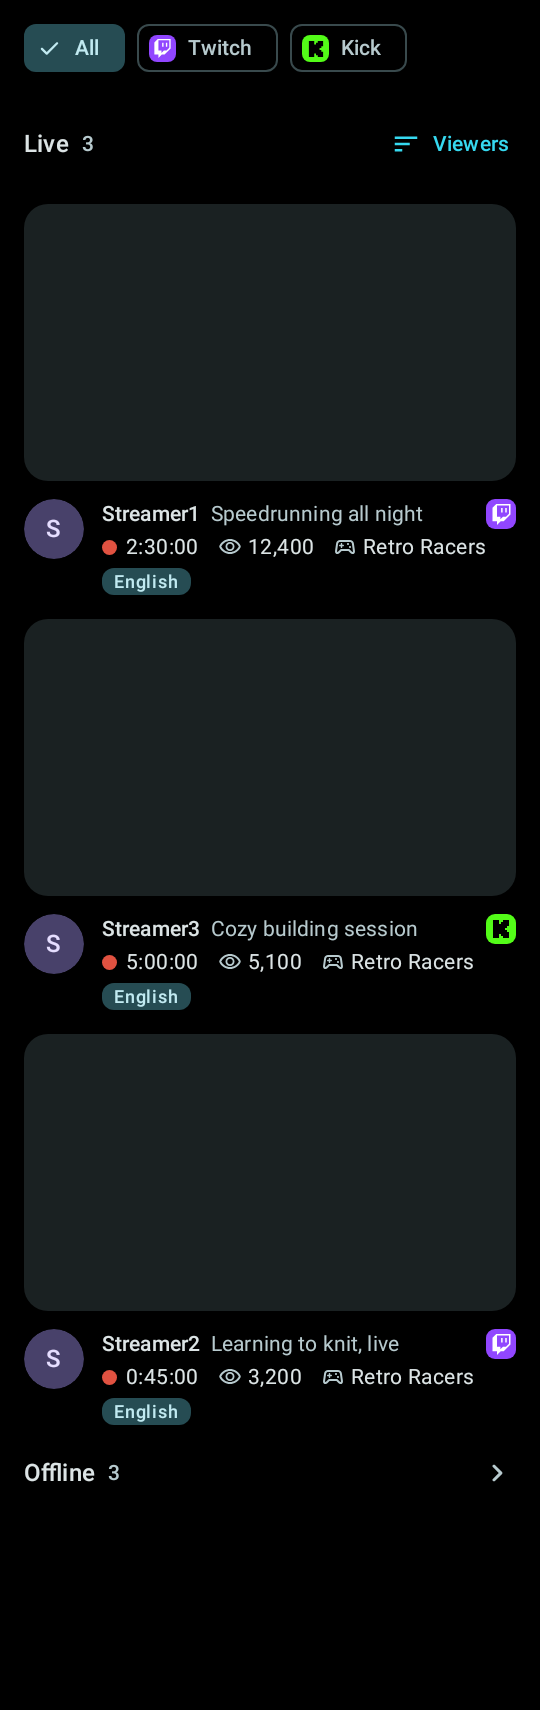 All
Twitch
Kick
Live 3
Viewers
S
Streamer1 Speedrunning all night
2:30:00 12,400 Retro Racers
English
S
Streamer3 Cozy building session
5:00:00 5,100 Retro Racers
English
S
Streamer2 Learning to knit, live
0:45:00 3,200 Retro Racers
English
Offline 3